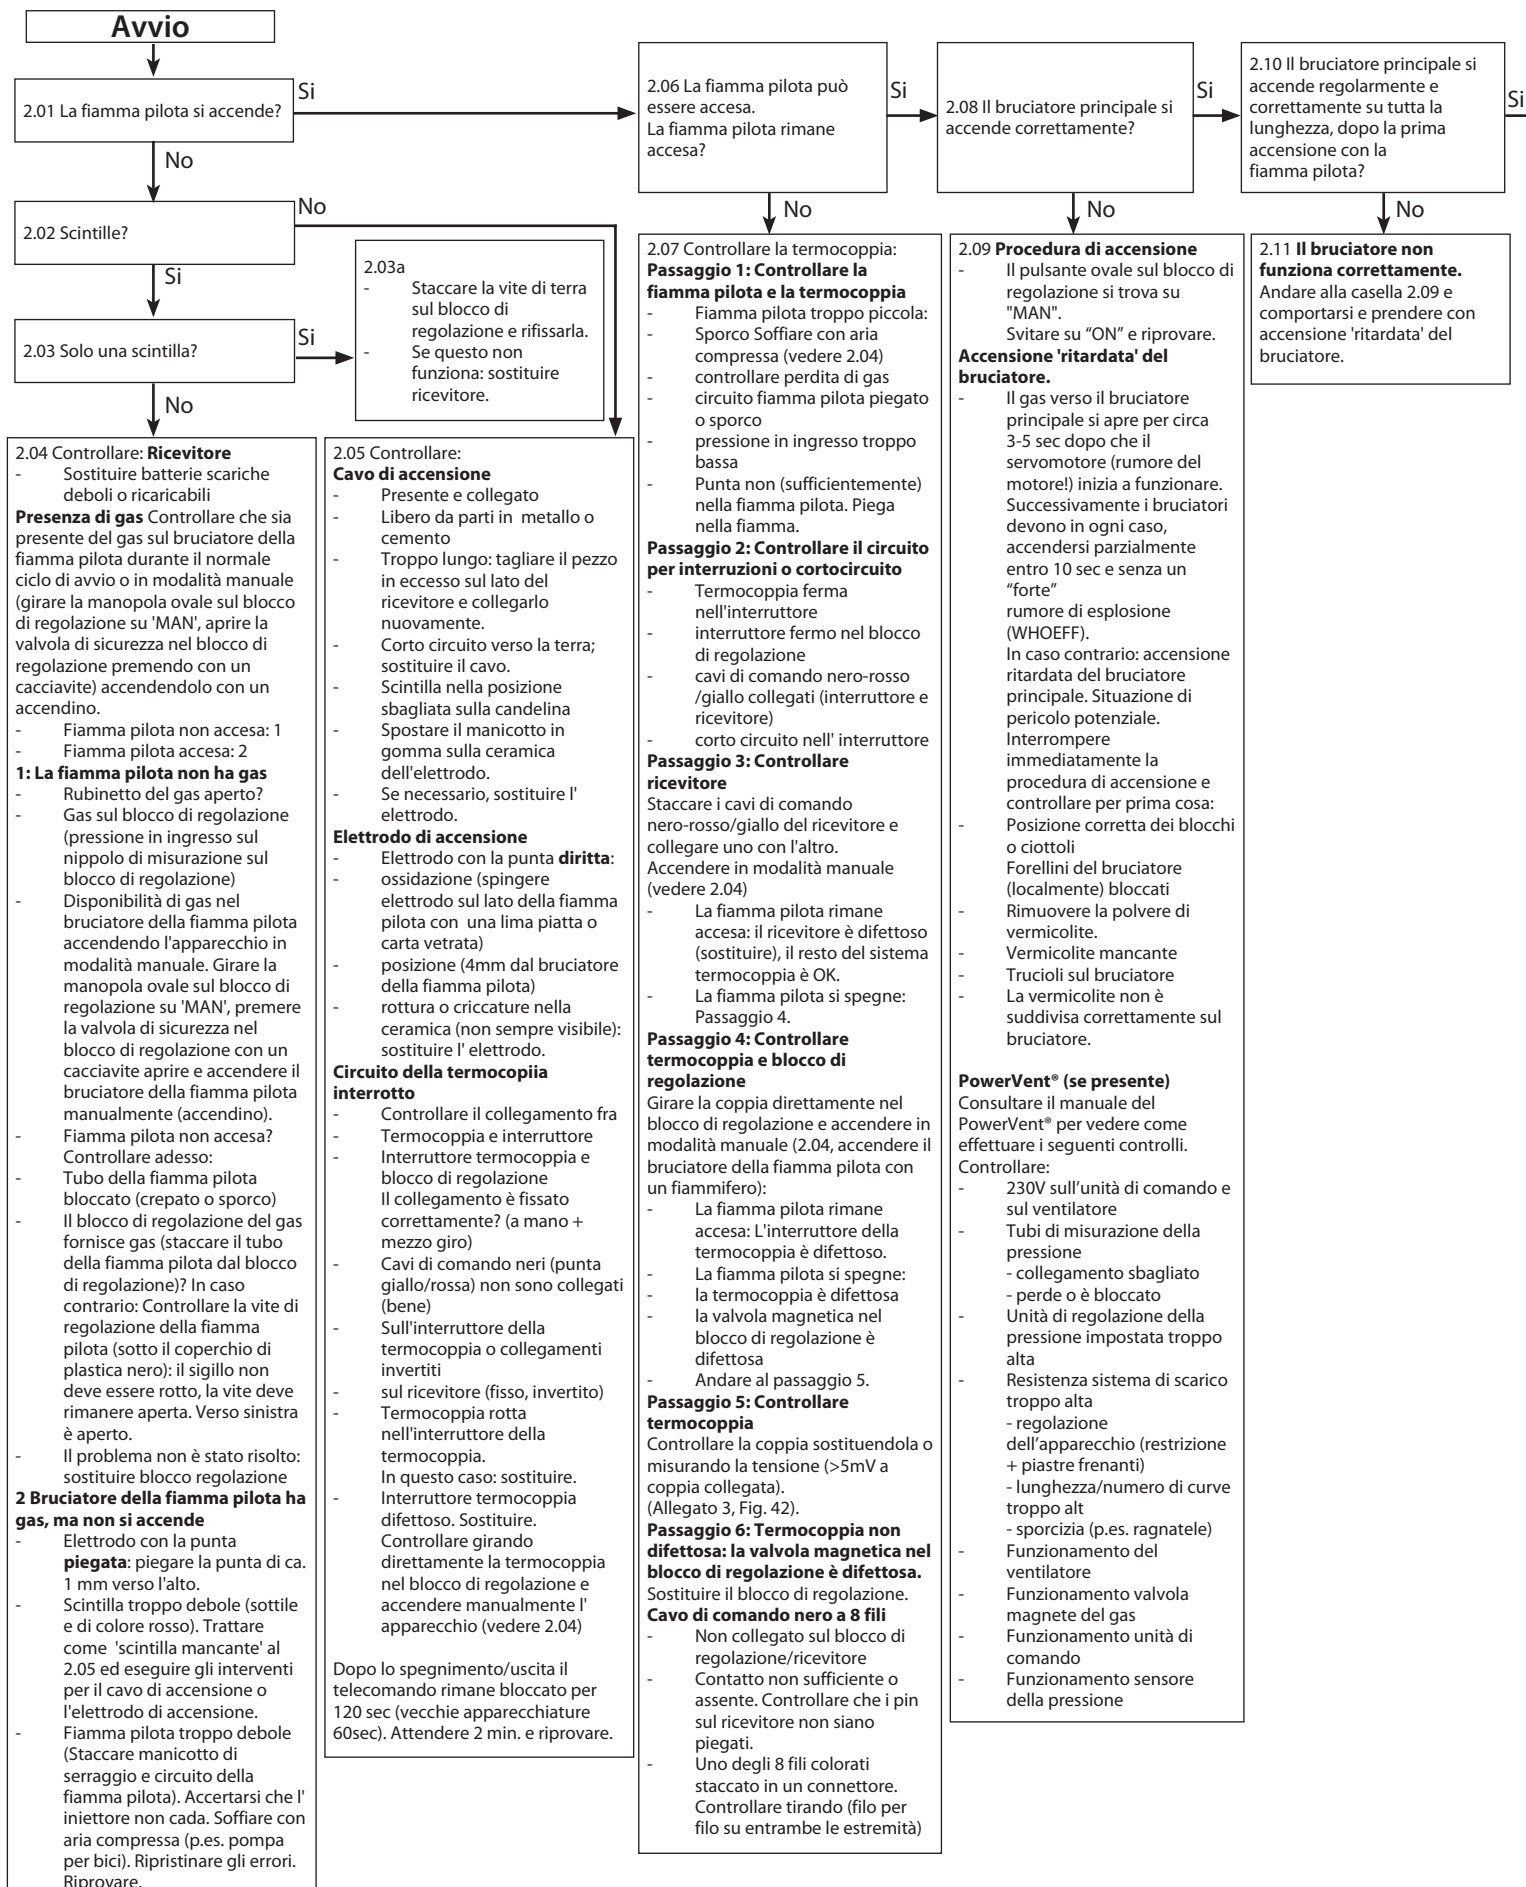 Avvio
2.01 La fiamma pilota si accende?
Si
No
2.02 Scintille?
No
Si
2.03 Solo una scintilla?
Si
No
2.03a
- Staccare la vite di terra
sul blocco di
regolazione e rifissarla.
- Se questo non
funziona: sostituire
ricevitore.
2.06 La fiamma pilota può
essere accesa.
La fiamma pilota rimane
accesa?
Si
No
2.08 Il bruciatore principale si
accende correttamente?
Si
No
2.10 Il bruciatore principale si
accende regolarmente e
correttamente su tutta la
lunghezza, dopo la prima
accensione con la
fiamma pilota?
Si
No
2.04 Controllare: Ricevitore
- Sostituire batterie scariche
deboli o ricaricabili
Presenza di gas Controllare che sia
presente del gas sul bruciatore della
fiamma pilota durante il normale
ciclo di avvio o in modalità manuale
(girare la manopola ovale sul blocco
di regolazione su 'MAN', aprire la
valvola di sicurezza nel blocco di
regolazione premendo con un
cacciavite) accendendolo con un
accendino.
- Fiamma pilota non accesa: 1
- Fiamma pilota accesa: 2
1: La fiamma pilota non ha gas
- Rubinetto del gas aperto?
- Gas sul blocco di regolazione
(pressione in ingresso sul
nippolo di misurazione sul
blocco di regolazione)
- Disponibilità di gas nel
bruciatore della fiamma pilota
accendendo l'apparecchio in
modalità manuale. Girare la
manopola ovale sul blocco di
regolazione su 'MAN', premere
la valvola di sicurezza nel
blocco di regolazione con un
cacciavite aprire e accendere il
bruciatore della fiamma pilota
manualmente (accendino).
- Fiamma pilota non accesa?
Controllare adesso:
- Tubo della fiamma pilota
bloccato (crepato o sporco)
- Il blocco di regolazione del gas
fornisce gas (staccare il tubo
della fiamma pilota dal blocco
di regolazione)? In caso
contrario: Controllare la vite di
regolazione della fiamma
pilota (sotto il coperchio di
plastica nero): il sigillo non
deve essere rotto, la vite deve
rimanere aperta. Verso sinistra
è aperto.
- Il problema non è stato risolto:
sostituire blocco regolazione
2 Bruciatore della fiamma pilota ha
gas, ma non si accende
- Elettrodo con la punta
piegata: piegare la punta di ca.
1 mm verso l'alto.
- Scintilla troppo debole (sottile
e di colore rosso). Trattare
come 'scintilla mancante' al
2.05 ed eseguire gli interventi
per il cavo di accensione o
l'elettrodo di accensione.
- Fiamma pilota troppo debole
(Staccare manicotto di
serraggio e circuito della
fiamma pilota). Accertarsi che l'
iniettore non cada. Soffiare con
aria compressa (p.es. pompa
per bici). Ripristinare gli errori.
Riprovare.
2.05 Controllare:
Cavo di accensione
- Presente e collegato
- Libero da parti in metallo o
cemento
- Troppo lungo: tagliare il pezzo
in eccesso sul lato del
ricevitore e collegarlo
nuovamente.
- Corto circuito verso la terra;
sostituire il cavo.
- Scintilla nella posizione
sbagliata sulla candelina
- Spostare il manicotto in
gomma sulla ceramica
dell'elettrodo.
- Se necessario, sostituire l'
elettrodo.
Elettrodo di accensione
- Elettrodo con la punta diritta:
- ossidazione (spingere
elettrodo sul lato della fiamma
pilota con una lima piatta o
carta vetrata)
- posizione (4mm dal bruciatore
della fiamma pilota)
- rottura o criccature nella
ceramica (non sempre visibile):
sostituire l' elettrodo.
Circuito della termocopiia
interrotto
- Controllare il collegamento fra
- Termocoppia e interruttore
- Interruttore termocoppia e
blocco di regolazione
Il collegamento è fissato
correttamente? (a mano +
mezzo giro)
- Cavi di comando neri (punta
giallo/rossa) non sono collegati
(bene)
- Sull'interruttore della
termocoppia o collegamenti
invertiti
- sul ricevitore (fisso, invertito)
- Termocoppia rotta
nell'interruttore della
termocoppia.
In questo caso: sostituire.
- Interruttore termocoppia
difettoso. Sostituire.
Controllare girando
direttamente la termocoppia
nel blocco di regolazione e
accendere manualmente l'
apparecchio (vedere 2.04)
Dopo lo spegnimento/uscita il
telecomando rimane bloccato per
120 sec (vecchie apparecchiature
60sec). Attendere 2 min. e riprovare.
2.07 Controllare la termocoppia:
Passaggio 1: Controllare la
fiamma pilota e la termocoppia
- Fiamma pilota troppo piccola:
- Sporco Soffiare con aria
compressa (vedere 2.04)
- controllare perdita di gas
- circuito fiamma pilota piegato
o sporco
- pressione in ingresso troppo
bassa
- Punta non (sufficientemente)
nella fiamma pilota. Piega
nella fiamma.
Passaggio 2: Controllare il circuito
per interruzioni o cortocircuito
- Termocoppia ferma
nell'interruttore
- interruttore fermo nel blocco
di regolazione
- cavi di comando nero-rosso
/giallo collegati (interruttore e
ricevitore)
- corto circuito nell' interruttore
Passaggio 3: Controllare
ricevitore
Staccare i cavi di comando
nero-rosso/giallo del ricevitore e
collegare uno con l'altro.
Accendere in modalità manuale
(vedere 2.04)
- La fiamma pilota rimane
accesa: il ricevitore è difettoso
(sostituire), il resto del sistema
termocoppia è OK.
- La fiamma pilota si spegne:
Passaggio 4.
Passaggio 4: Controllare
termocoppia e blocco di
regolazione
Girare la coppia direttamente nel
blocco di regolazione e accendere in
modalità manuale (2.04, accendere il
bruciatore della fiamma pilota con
un fiammifero):
- La fiamma pilota rimane
accesa: L'interruttore della
termocoppia è difettoso.
- La fiamma pilota si spegne:
- la termocoppia è difettosa
- la valvola magnetica nel
blocco di regolazione è
difettosa
- Andare al passaggio 5.
Passaggio 5: Controllare
termocoppia
Controllare la coppia sostituendola o
misurando la tensione (>5mV a
coppia collegata).
(Allegato 3, Fig. 42).
Passaggio 6: Termocoppia non
difettosa: la valvola magnetica nel
blocco di regolazione è difettosa.
Sostituire il blocco di regolazione.
Cavo di comando nero a 8 fili
- Non collegato sul blocco di
regolazione/ricevitore
- Contatto non sufficiente o
assente. Controllare che i pin
sul ricevitore non siano
piegati.
- Uno degli 8 fili colorati
staccato in un connettore.
Controllare tirando (filo per
filo su entrambe le estremità)
2.09 Procedura di accensione
- Il pulsante ovale sul blocco di
regolazione si trova su
"MAN".
Svitare su “ON” e riprovare.
Accensione 'ritardata' del
bruciatore.
- Il gas verso il bruciatore
principale si apre per circa
3-5 sec dopo che il
servomotore (rumore del
motore!) inizia a funzionare.
Successivamente i bruciatori
devono in ogni caso,
accendersi parzialmente
entro 10 sec e senza un
“forte”
rumore di esplosione
(WHOEFF).
In caso contrario: accensione
ritardata del bruciatore
principale. Situazione di
pericolo potenziale.
Interrompere
immediatamente la
procedura di accensione e
controllare per prima cosa:
- Posizione corretta dei blocchi
o ciottoli
Forellini del bruciatore
(localmente) bloccati
- Rimuovere la polvere di
vermicolite.
- Vermicolite mancante
- Trucioli sul bruciatore
- La vermicolite non è
suddivisa correttamente sul
bruciatore.
PowerVent® (se presente)
Consultare il manuale del
PowerVent® per vedere come
effettuare i seguenti controlli.
Controllare:
- 230V sull’unità di comando e
sul ventilatore
- Tubi di misurazione della
pressione
- collegamento sbagliato
- perde o è bloccato
- Unità di regolazione della
pressione impostata troppo
alta
- Resistenza sistema di scarico
troppo alta
- regolazione
dell’apparecchio (restrizione
+ piastre frenanti)
- lunghezza/numero di curve
troppo alt
- sporcizia (p.es. ragnatele)
- Funzionamento del
ventilatore
- Funzionamento valvola
magnete del gas
- Funzionamento unità di
comando
- Funzionamento sensore
della pressione
2.11 Il bruciatore non
funziona correttamente.
Andare alla casella 2.09 e
comportarsi e prendere con
accensione 'ritardata' del
bruciatore.